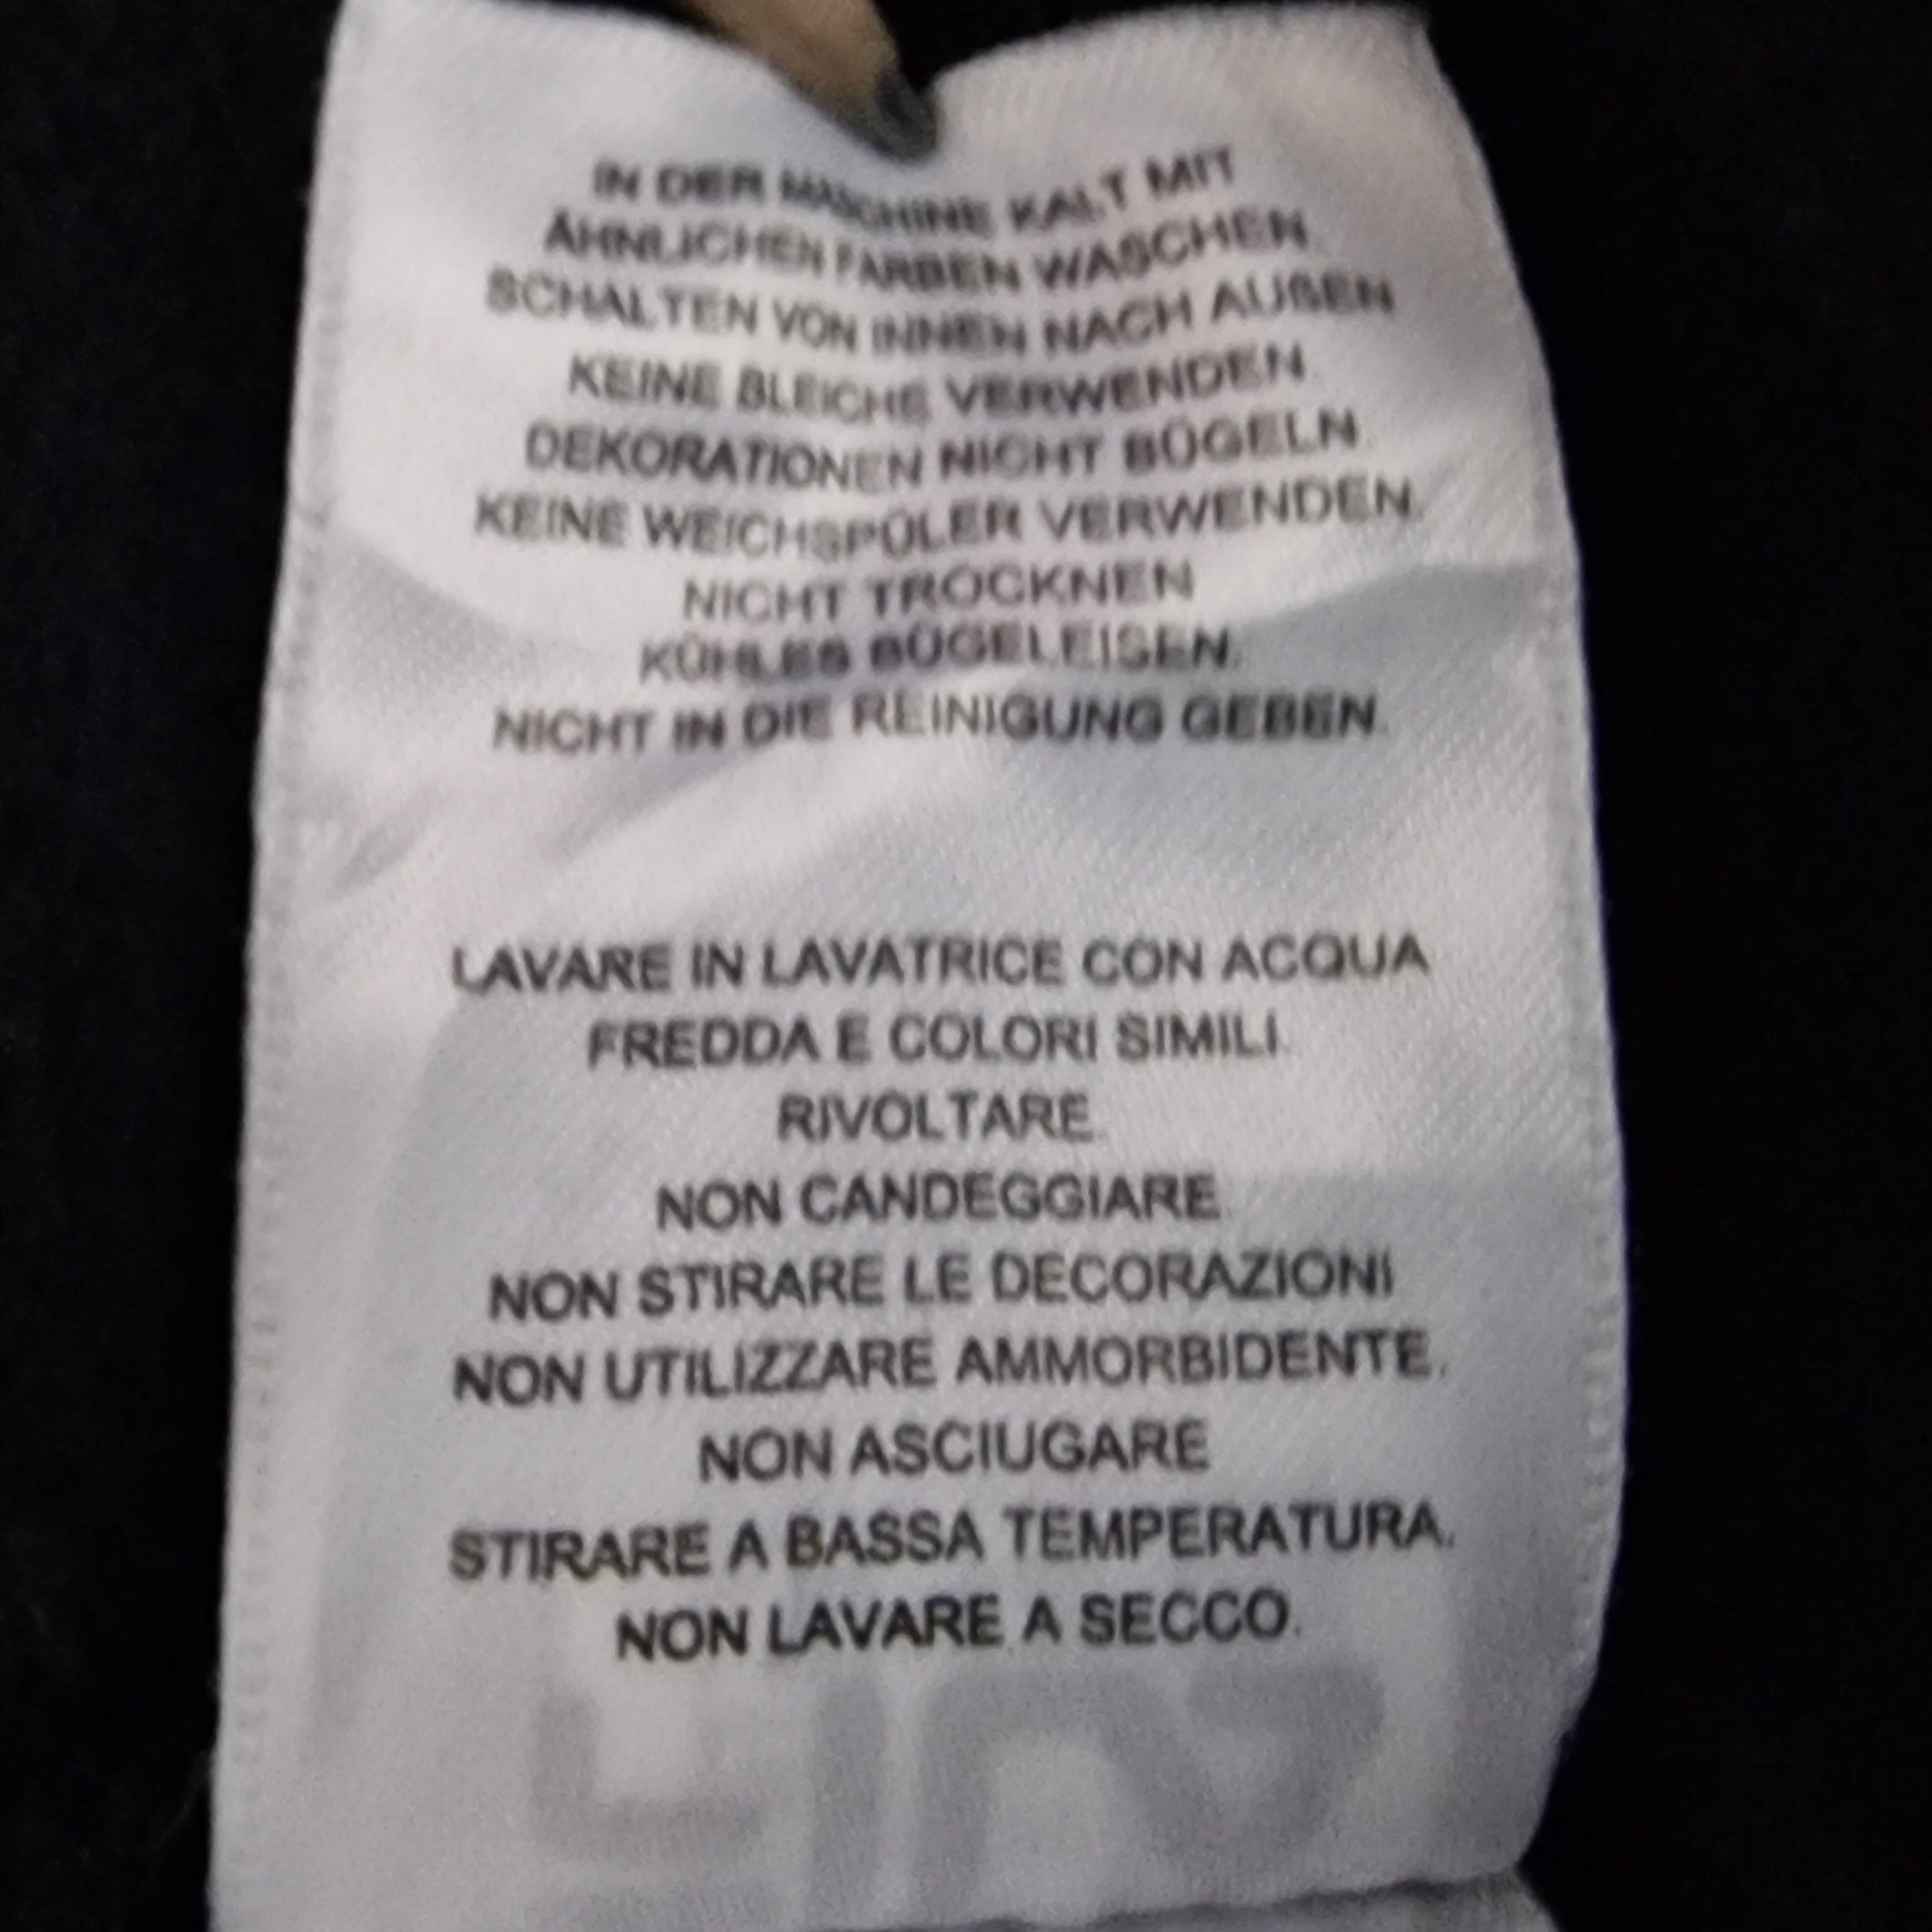 IN DER MASCHINE KALT MIT
ÄHNLICHEN FARBEN WASCHEN.
SCHALTEN VON INNEN NACH AUßEN
KEINE BLEICHE VERWENDEN.
DEKORATIONEN NICHT BÜGELN.
KEINE WEICHSPÜLER VERWENDEN.
NICHT TROCKNEN
KÜHLES BÜGELEISEN.
NICHT IN DIE REINIGUNG GEBEN.
LAVARE IN LAVATRICE CON ACQUA
FREDDA E COLORI SIMILI.
RIVOLTARE.
NON CANDEGGIARE.
NON STIRARE LE DECORAZIONI
NON UTILIZZARE AMMORBIDENTE.
NON ASCIUGARE
STIRARE A BASSA TEMPERATURA.
NON LAVARE A SECCO.